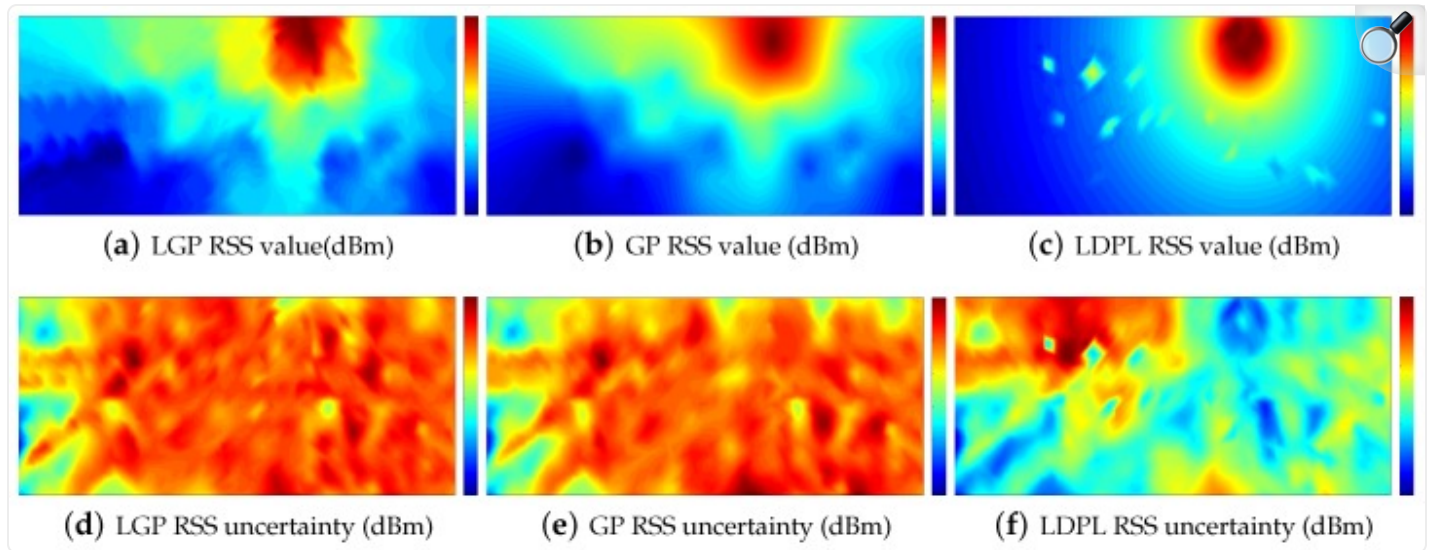 (a) LGP RSS value(dBm)
(b) GP RSS value (dBm)
(c) LDPL RSS value (dBm)
(d) LGP RSS uncertainty (dBm)
(e) GP RSS uncertainty (dBm)
(f) LDPL RSS uncertainty (dBm)